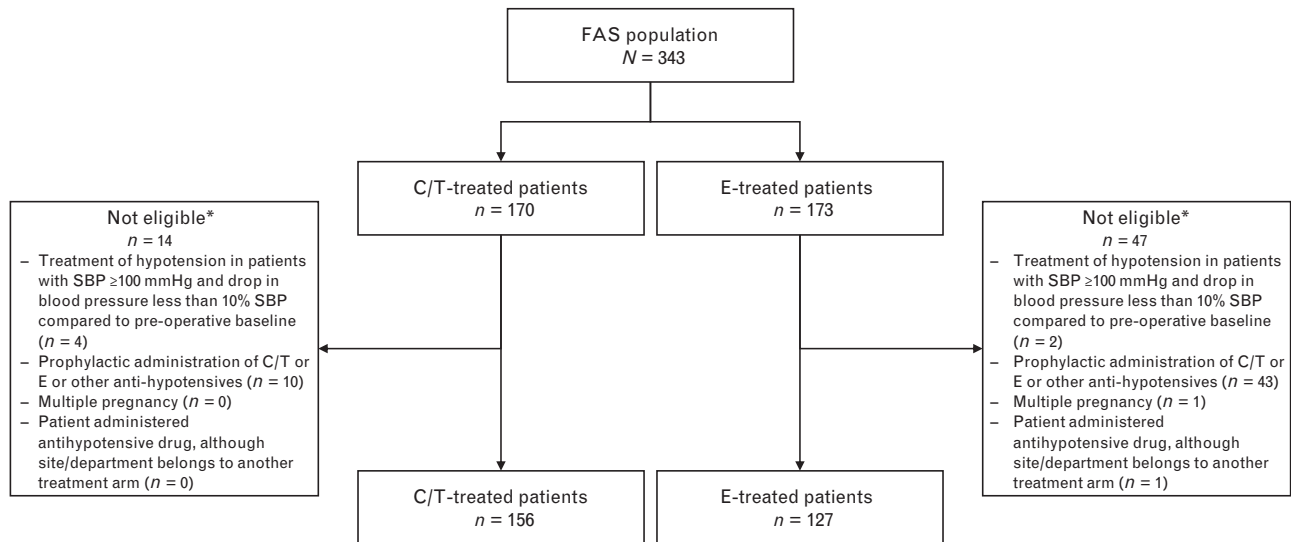 FAS population
N = 343
C/T-treated patients
n = 170
E-treated patients
n = 173
Not eligible*
n = 14
– Treatment of hypotension in patients
with SBP ≥100 mmHg and drop in
blood pressure less than 10% SBP
compared to pre-operative baseline
(n = 4)
– Prophylactic administration of C/T or
E or other anti-hypotensives (n = 10)
– Multiple pregnancy (n = 0)
– Patient administered
antihypotensive drug, although
site/department belongs to another
treatment arm (n = 0)
Not eligible*
n = 47
– Treatment of hypotension in patients
with SBP ≥100 mmHg and drop in
blood pressure less than 10% SBP
compared to pre-operative baseline
(n = 2)
– Prophylactic administration of C/T or
E or other anti-hypotensives (n = 43)
– Multiple pregnancy (n = 1)
– Patient administered
antihypotensive drug, although
site/department belongs to another
treatment arm (n = 1)
C/T-treated patients
n = 156
E-treated patients
n = 127